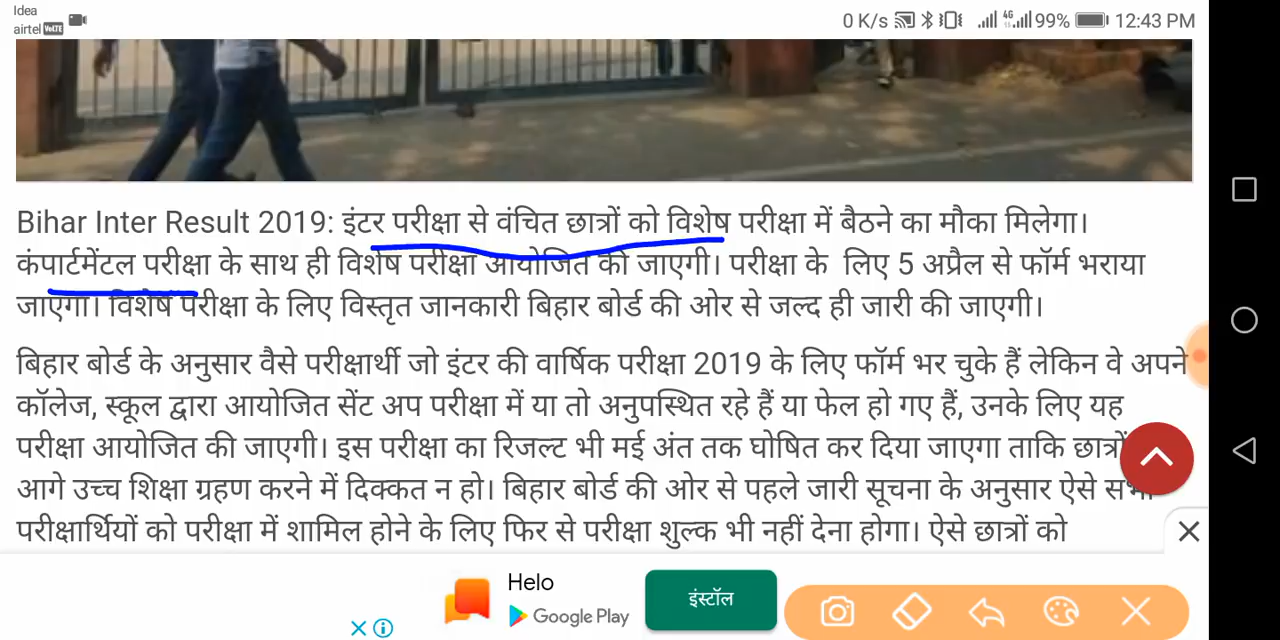 Idea
airtel VoLTE
0 K/s 4G 99% 12:43 PM
Bihar Inter Result 2019: इंटर परीक्षा से वंचित छात्रों को विशेष परीक्षा में बैठने का मौका मिलेगा।
कंपार्टमेंटल परीक्षा के साथ ही विशेष परीक्षा आयोजित की जाएगी। परीक्षा के लिए 5 अप्रैल से फॉर्म भराया
जाएगा। विशेष परीक्षा के लिए विस्तृत जानकारी बिहार बोर्ड की ओर से जल्द ही जारी की जाएगी।
बिहार बोर्ड के अनुसार वैसे परीक्षार्थी जो इंटर की वार्षिक परीक्षा 2019 के लिए फॉर्म भर चुके हैं लेकिन वे अपने
कॉलेज, स्कूल द्वारा आयोजित सेंट अप परीक्षा में या तो अनुपस्थित रहे हैं या फेल हो गए हैं, उनके लिए यह
परीक्षा आयोजित की जाएगी। इस परीक्षा का रिजल्ट भी मई अंत तक घोषित कर दिया जाएगा ताकि छात्रों
आगे उच्च शिक्षा ग्रहण करने में दिक्कत न हो। बिहार बोर्ड की ओर से पहले जारी सूचना के अनुसार ऐसे सभी
परीक्षार्थियों को परीक्षा में शामिल होने के लिए फिर से परीक्षा शुल्क भी नहीं देना होगा। ऐसे छात्रों को
Helo
Google Play
इंस्टॉल